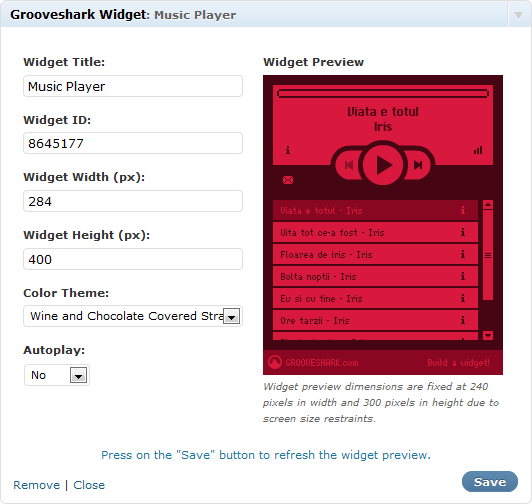 Grooveshark Widget: Music Player
Widget Title:
Music Player
Widget ID:
8645177
Widget Width (px):
284
Widget Height (px):
400
Color Theme:
Wine and Chocolate Covered Stra
Autoplay:
No
Widget Preview
Viata e totul
Iris
Viata e totul - Iris
Uita tot ce-a fost - Iris
Floarea de iris - Iris
Bolta noptii - Iris
Eu si cu tine - Iris
Ore tarzii - Iris
GROOVESHARK.com
Build a widget!
Widget preview dimensions are fixed at 240
pixels in width and 300 pixels in height due to
screen size restraints.
Press on the "Save" button to refresh the widget preview.
Remove | Close
Save